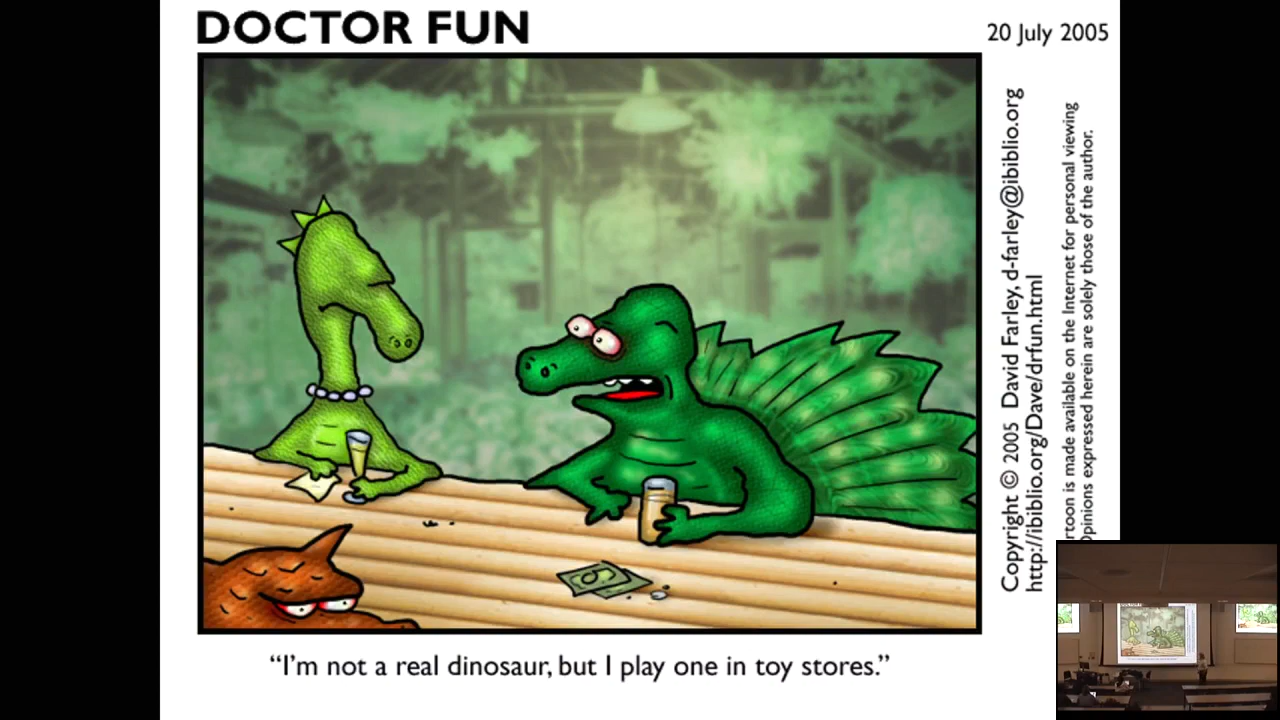 DOCTOR FUN
20 July 2005
Copyright © 2005 David Farley, d-farley@ibiblio.org
http://ibiblio.org/Dave/drfun.html
rtoon is made available on the Internet for personal viewing
Opinions expressed herein are solely those of the author.
“I’m not a real dinosaur, but I play one in toy stores.”